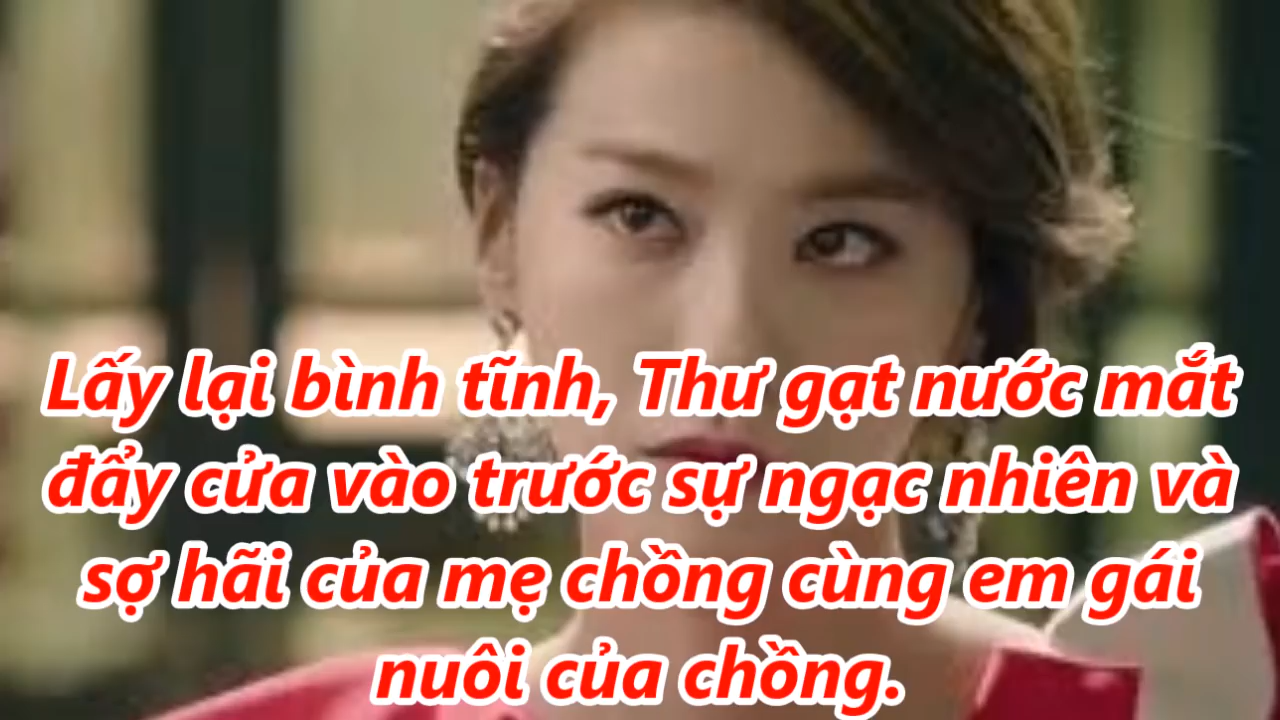 Lấy lại bình tĩnh, Thư gạt nước mắt
đẩy cửa vào trước sự ngạc nhiên và
sợ hãi của mẹ chồng cùng em gái
nuôi của chồng.